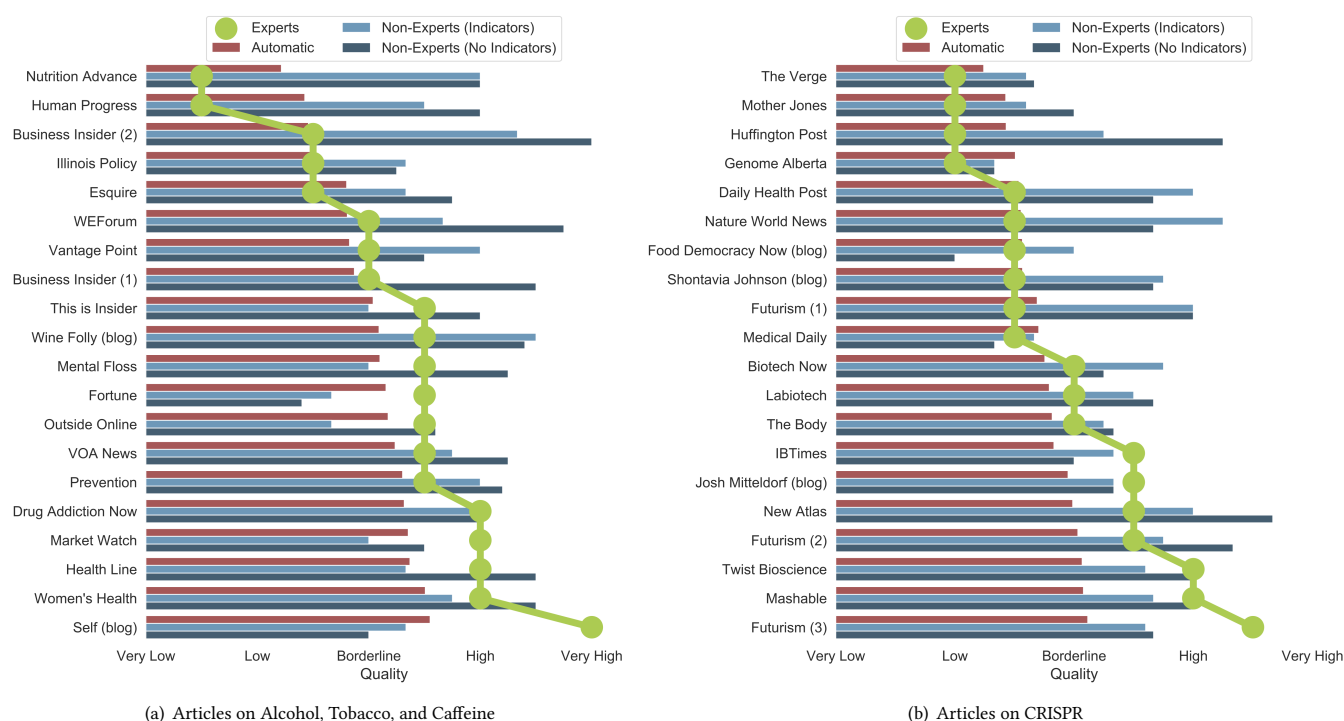 Experts
Automatic
Non-Experts (Indicators)
Non-Experts (No Indicators)
Nutrition Advance
Human Progress
Business Insider (2)
Illinois Policy
Esquire
WEForum
Vantage Point
Business Insider (1)
This is Insider
Wine Folly (blog)
Mental Floss
Fortune
Outside Online
VOA News
Prevention
Drug Addiction Now
Market Watch
Health Line
Women's Health
Self (blog)
Very Low Low Borderline High Very High
Quality
(a) Articles on Alcohol, Tobacco, and Caffeine
Experts
Automatic
Non-Experts (Indicators)
Non-Experts (No Indicators)
The Verge
Mother Jones
Huffington Post
Genome Alberta
Daily Health Post
Nature World News
Food Democracy Now (blog)
Shontavia Johnson (blog)
Futurism (1)
Medical Daily
Biotech Now
Labiotech
The Body
IBTimes
Josh Mitteldorf (blog)
New Atlas
Futurism (2)
Twist Bioscience
Mashable
Futurism (3)
Very Low Low Borderline High Very High
Quality
(b) Articles on CRISPR